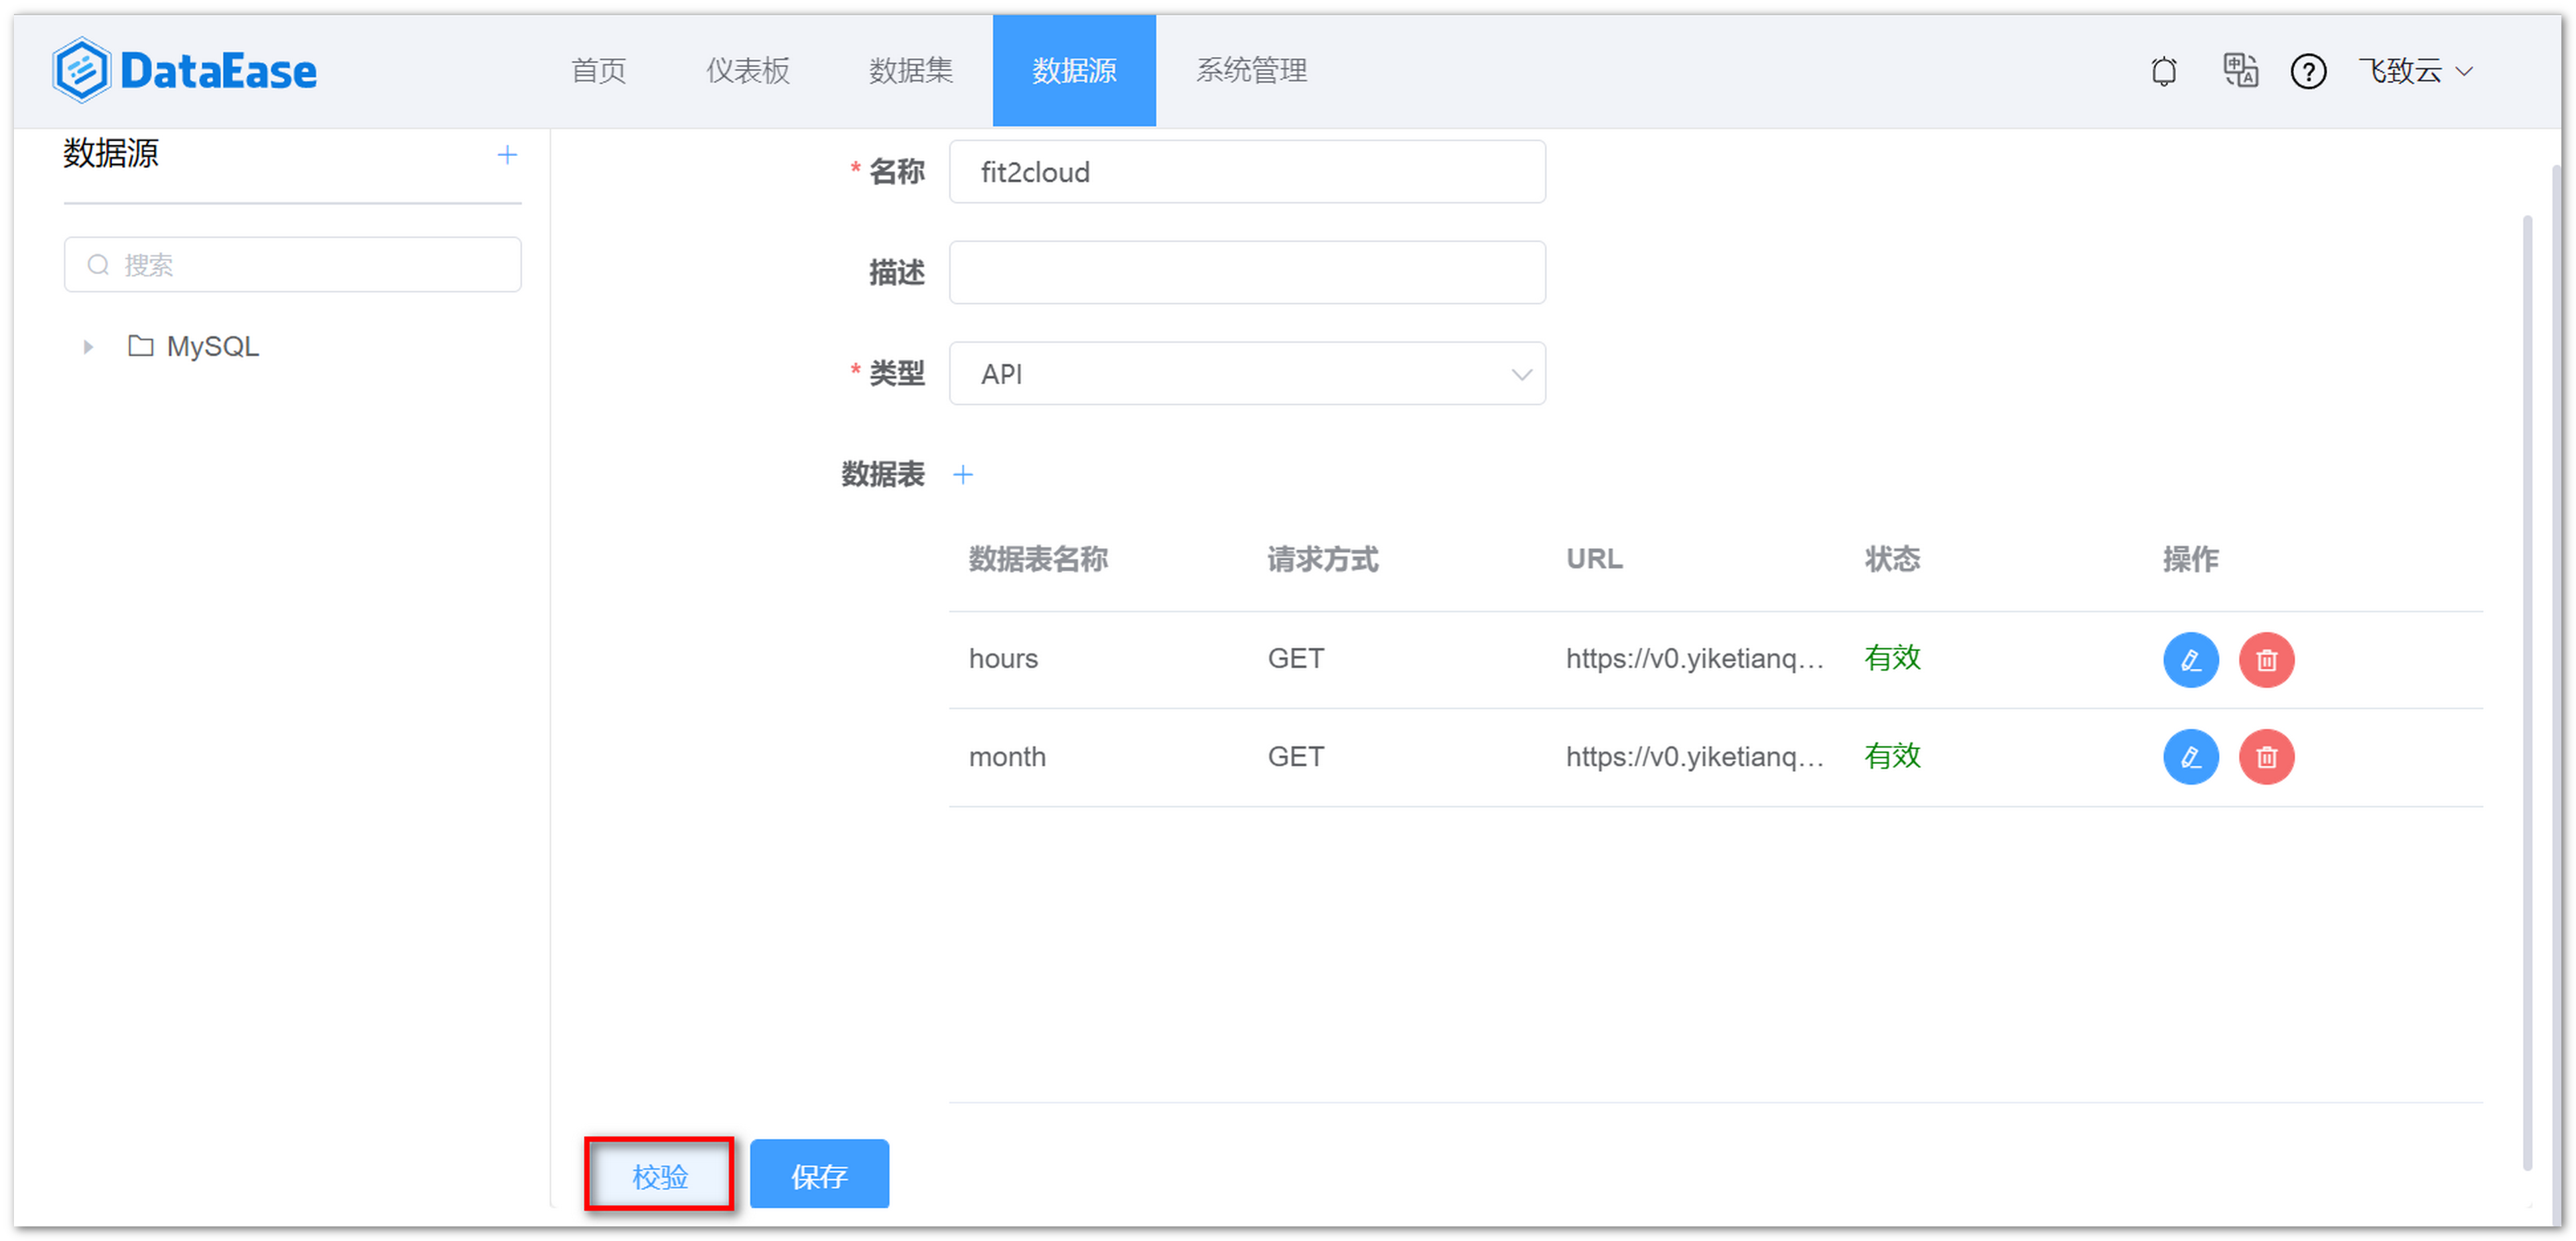 DataEase 首页 仪表板 数据集 数据源 系统管理 中 A ? 飞致云
数据源 +
搜索
MySQL
* 名称 fit2cloud
描述
* 类型 API
数据表 +
数据表名称 请求方式 URL 状态 操作
hours GET https://v0.yiketianq... 有效
month GET https://v0.yiketianq... 有效
校验 保存